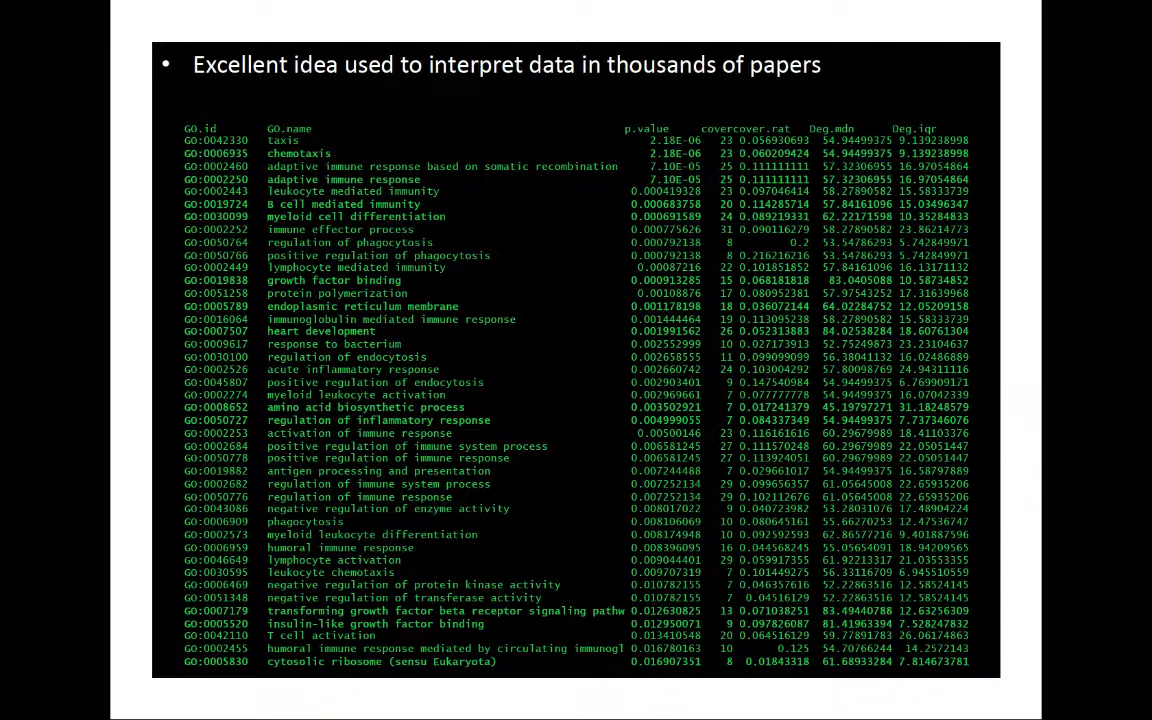 • Excellent idea used to interpret data in thousands of papers
GO.id GO.name p.value covercover.rat Deg.mdn Deg.iqr
GO:0042330 taxis 2.18E-06 23 0.056930693 54.94499375 9.139238998
GO:0006935 chemotaxis 2.18E-06 23 0.060209424 54.94499375 9.139238998
GO:0002460 adaptive immune response based on somatic recombination 7.10E-05 25 0.111111111 57.32306955 16.97054864
GO:0002250 adaptive immune response 7.10E-05 25 0.111111111 57.32306955 16.97054864
GO:0002443 leukocyte mediated immunity 0.000419328 23 0.097046414 58.27890582 15.58333739
GO:0019724 B cell mediated immunity 0.000683758 20 0.114285714 57.84161096 15.03496347
GO:0030099 myeloid cell differentiation 0.000691589 24 0.089219331 62.22171598 10.35284833
GO:0002252 immune effector process 0.000775626 31 0.090116279 58.27890582 23.86214773
GO:0050764 regulation of phagocytosis 0.000792138 8 0.2 53.54786293 5.742849971
GO:0050766 positive regulation of phagocytosis 0.000792138 8 0.216216216 53.54786293 5.742849971
GO:0002449 lymphocyte mediated immunity 0.00087216 22 0.101851852 57.84161096 16.13171132
GO:0019838 growth factor binding 0.000913285 15 0.068181818 83.0405088 10.58734852
GO:0051258 protein polymerization 0.00108876 17 0.080952381 57.97543252 17.31639968
GO:0005789 endoplasmic reticulum membrane 0.001178198 18 0.036072144 64.02284752 12.05209158
GO:0016064 immunoglobulin mediated immune response 0.001444464 19 0.113095238 58.27890582 15.58333739
GO:0007507 heart development 0.001991562 26 0.052313883 84.02538284 18.60761304
GO:0009617 response to bacterium 0.002552999 10 0.027173913 52.75249873 23.23104637
GO:0030100 regulation of endocytosis 0.002658555 11 0.099099099 56.38041132 16.02486889
GO:0002526 acute inflammatory response 0.002660742 24 0.103004292 57.80098769 24.94311116
GO:0045807 positive regulation of endocytosis 0.002903401 9 0.147540984 54.94499375 6.769909171
GO:0002274 myeloid leukocyte activation 0.002969661 7 0.077777778 54.94499375 16.07042339
GO:0008652 amino acid biosynthetic process 0.003502921 7 0.017241379 45.19797271 31.18248579
GO:0050727 regulation of inflammatory response 0.004999055 7 0.084337349 54.94499375 7.737346076
GO:0002253 activation of immune response 0.00500146 23 0.116161616 60.29679989 18.41103376
GO:0002684 positive regulation of immune system process 0.006581245 27 0.111570248 60.29679989 22.05051447
GO:0050778 positive regulation of immune response 0.006581245 27 0.113924051 60.29679989 22.05051447
GO:0019882 antigen processing and presentation 0.007244488 7 0.029661017 54.94499375 16.58797889
GO:0002682 regulation of immune system process 0.007252134 29 0.099656357 61.05645008 22.65935206
GO:0050776 regulation of immune response 0.007252134 29 0.102112676 61.05645008 22.65935206
GO:0043086 negative regulation of enzyme activity 0.008017022 9 0.040723982 53.28031076 17.48904224
GO:0006909 phagocytosis 0.008106069 10 0.080645161 55.66270253 12.47536747
GO:0002573 myeloid leukocyte differentiation 0.008174948 10 0.092592593 62.86577216 9.401887596
GO:0006959 humoral immune response 0.008396095 16 0.044568245 55.05654091 18.94209565
GO:0046649 lymphocyte activation 0.009044401 29 0.059917355 61.92213317 21.03553355
GO:0030595 leukocyte chemotaxis 0.009707319 7 0.101449275 56.33116709 6.945510559
GO:0006469 negative regulation of protein kinase activity 0.010782155 7 0.046357616 52.22863516 12.58524145
GO:0051348 negative regulation of transferase activity 0.010782155 7 0.04516129 52.22863516 12.58524145
GO:0007179 transforming growth factor beta receptor signaling pathw 0.012630825 13 0.071038251 83.49440788 12.63256309
GO:0005520 insulin-like growth factor binding 0.012950071 9 0.097826087 81.41963394 7.528247832
GO:0042110 T cell activation 0.013410548 20 0.064516129 59.77891783 26.06174863
GO:0002455 humoral immune response mediated by circulating immunogl 0.016780163 10 0.125 54.70766244 14.2572143
GO:0005830 cytosolic ribosome (sensu Eukaryota) 0.016907351 8 0.01843318 61.68933284 7.814673781